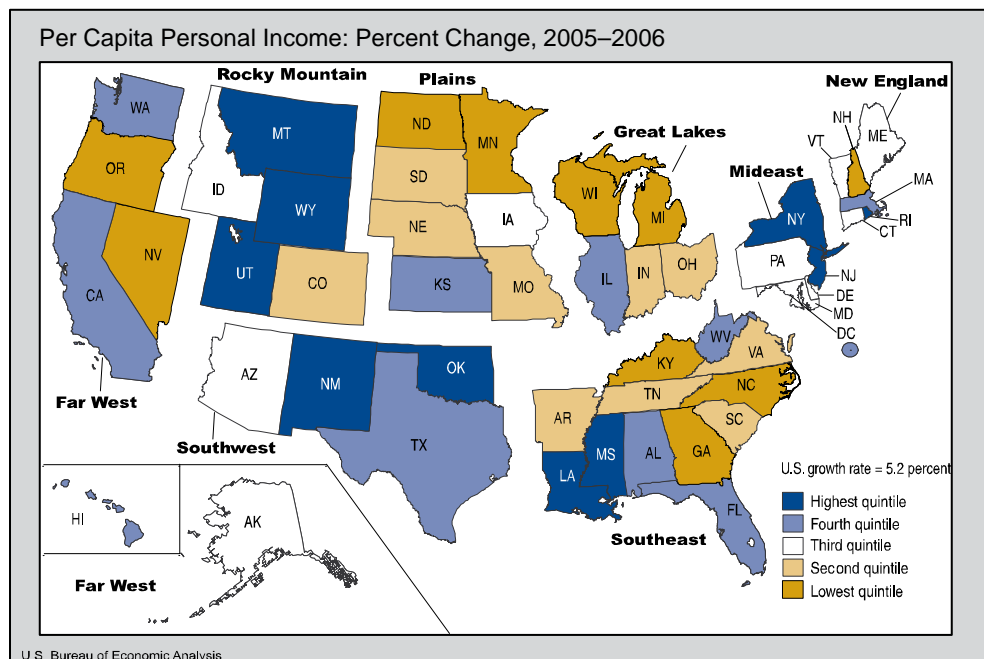 Per Capita Personal Income: Percent Change, 2005–2006
Rocky Mountain
Plains
New England
Great Lakes
Mideast
WA
OR
CA
NV
MT
ID
WY
UT
CO
ND
MN
SD
NE
IA
KS
MO
WI
MI
IL
IN
OH
VT
NH
ME
MA
NY
RI
CT
PA
NJ
DE
MD
DC
Far West
AZ
NM
OK
TX
Southwest
WV
VA
KY
TN
NC
AR
SC
MS
AL
GA
LA
FL
Southeast
HI
AK
Far West
U.S. growth rate = 5.2 percent
Highest quintile
Fourth quintile
Third quintile
Second quintile
Lowest quintile
U.S. Bureau of Economic Analysis